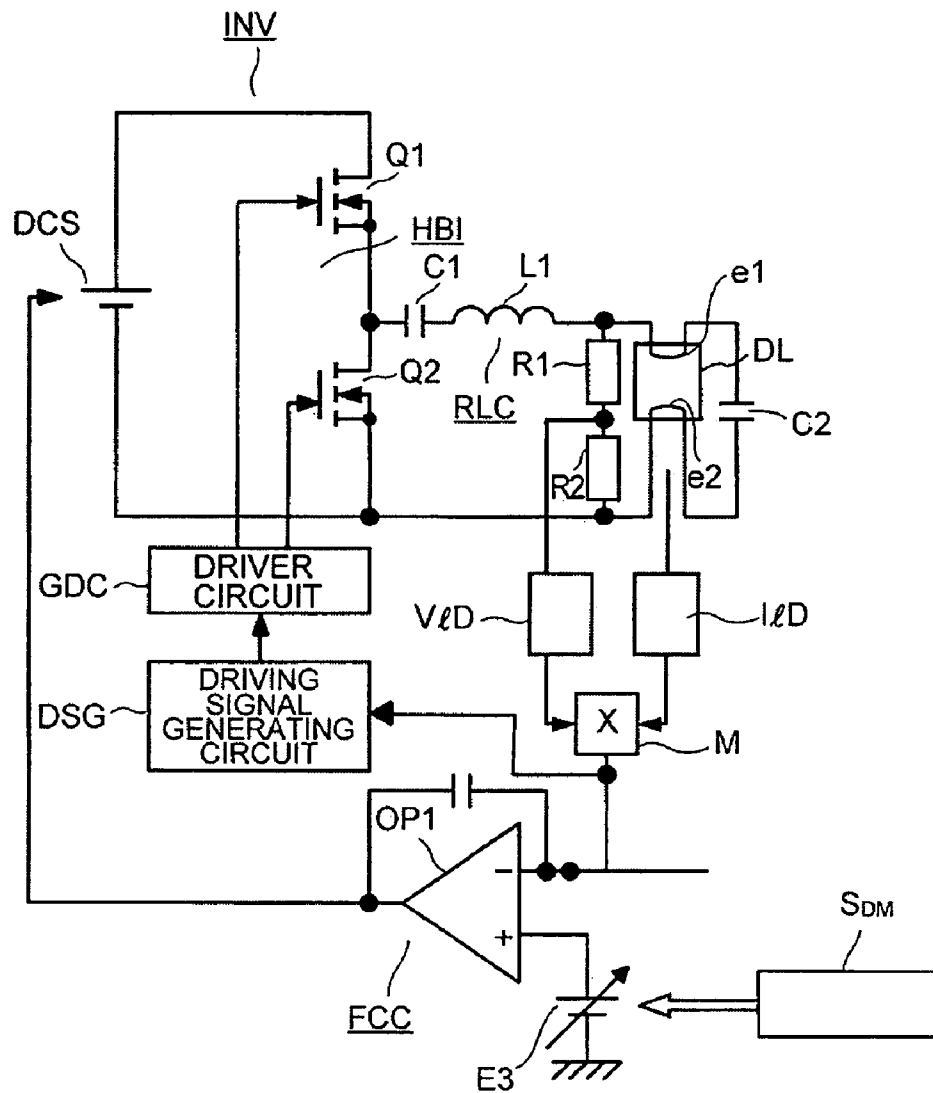 INV
Q1
DCS
HBI
C1
L1
e1
DL
R1
Q2
RLC
C2
R2
e2
GDC
DRIVER
CIRCUIT
VℓD
IℓD
DSG
DRIVING
SIGNAL
GENERATING
CIRCUIT
X
M
OP1
−
+
SDM
FCC
E3